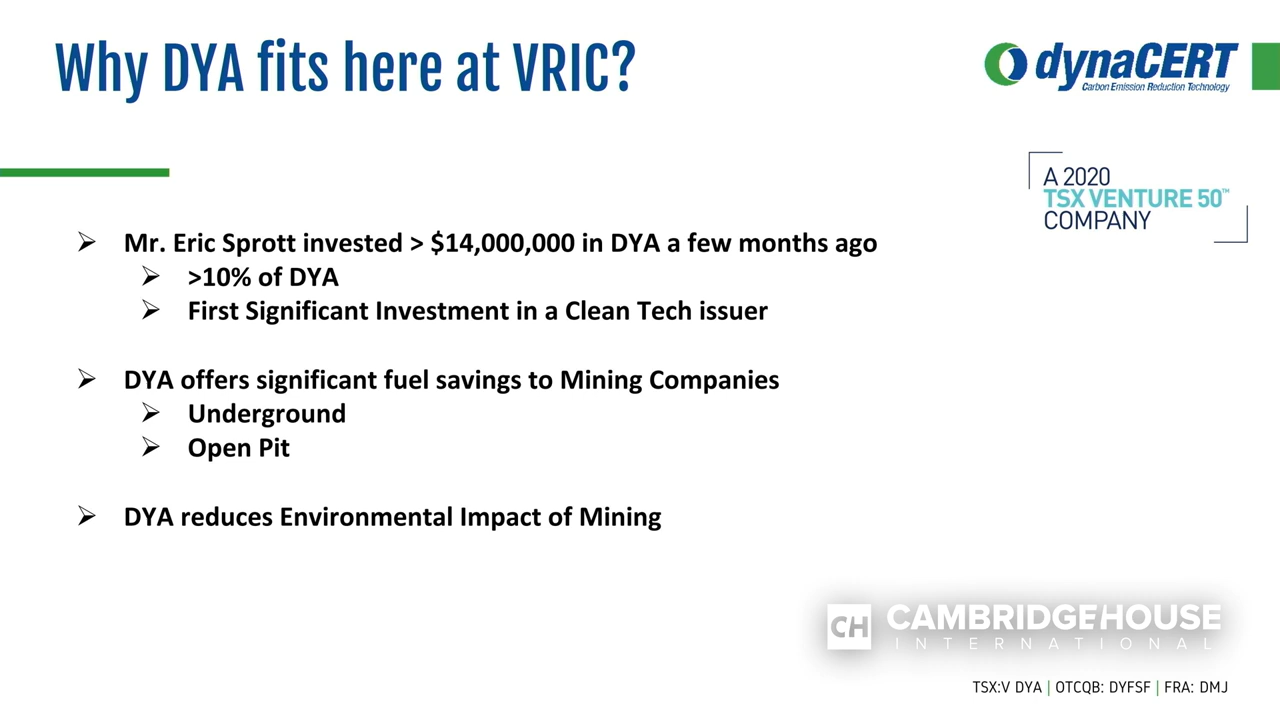 Why DYA fits here at VRIC?
dynaCERT
Carbon Emission Reduction Technology
A 2020
TSX VENTURE 50™
COMPANY
➢ Mr. Eric Sprott invested > $14,000,000 in DYA a few months ago
➢ >10% of DYA
➢ First Significant Investment in a Clean Tech issuer
➢ DYA offers significant fuel savings to Mining Companies
➢ Underground
➢ Open Pit
➢ DYA reduces Environmental Impact of Mining
CH CAMBRIDGEHOUSE
INTERNATIONAL
TSX:V DYA | OTCQB: DYFSF | FRA: DMJ